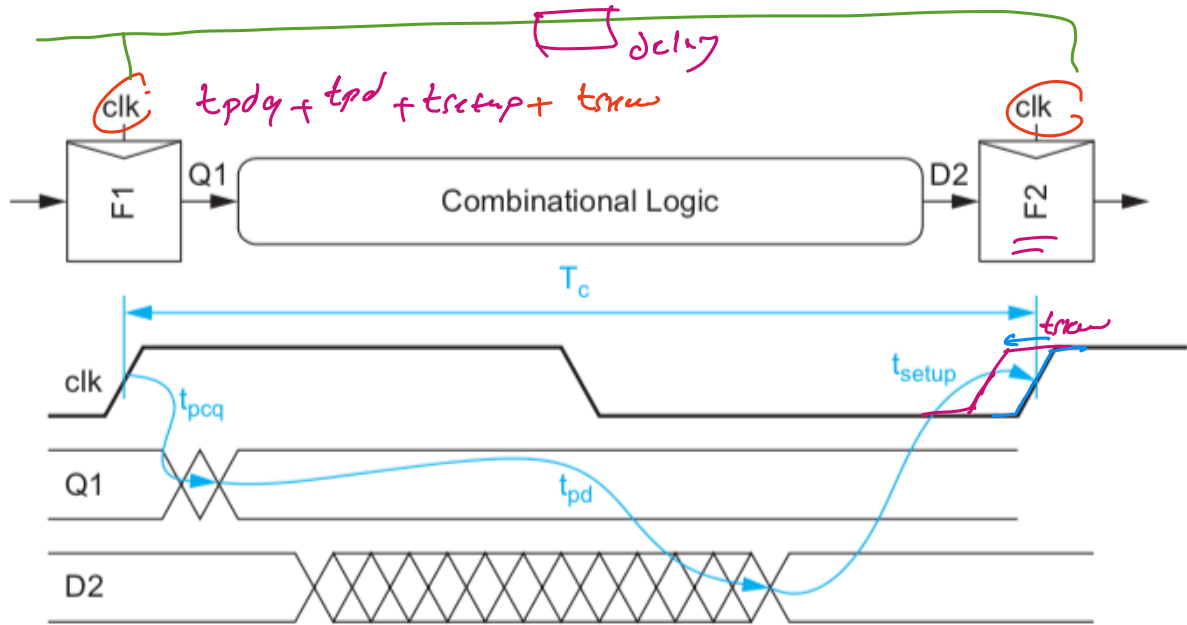 delay
clk
tpdq + tpd + tsetup + tskew
clk
F1
Q1
Combinational Logic
D2
F2
Tc
tskew
clk
tpcq
tsetup
Q1
tpd
D2